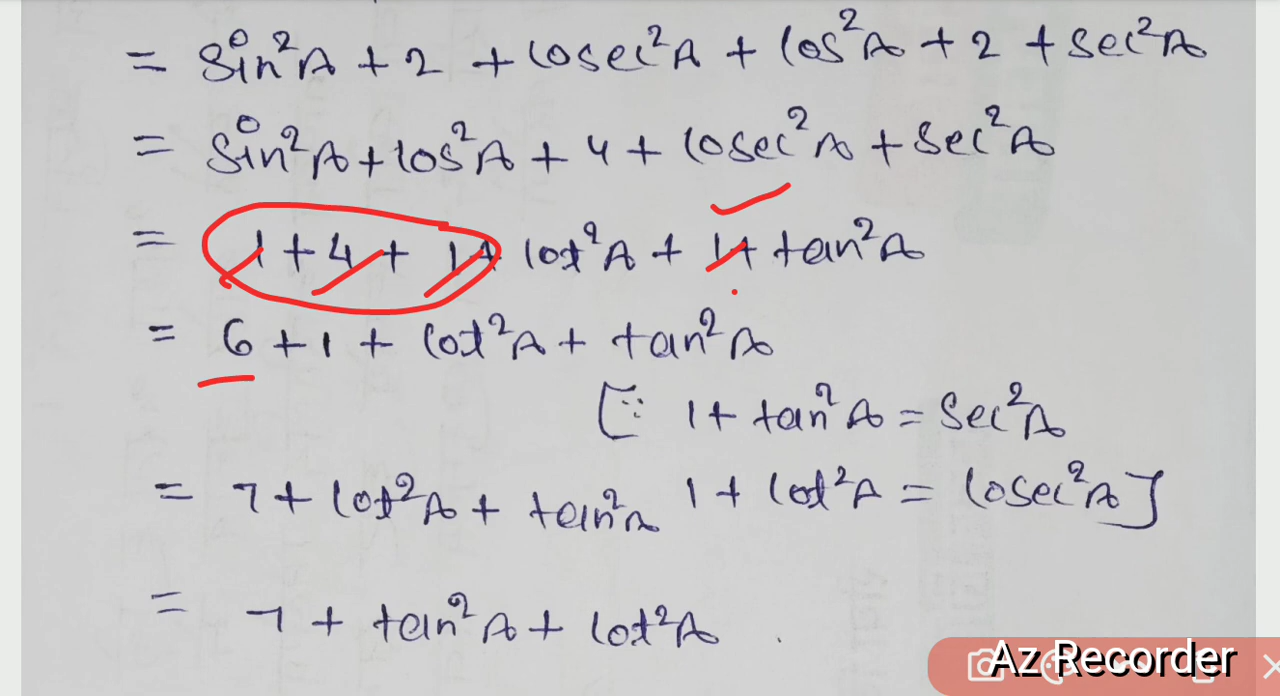 = Sin²A + 2 + Cosec²A + Cos²A + 2 + Sec²A
= Sin²A + Cos²A + 4 + Cosec²A + Sec²A
= 1 + 4 + 1 + Cot²A + 1 + tan²A
= 6 + 1 + Cot²A + tan²A
[∵ 1 + tan²A = Sec²A
= 7 + Cot²A + tan²A 1 + Cot²A = Cosec²A]
= 7 + tan²A + Cot²A
Az Recorder